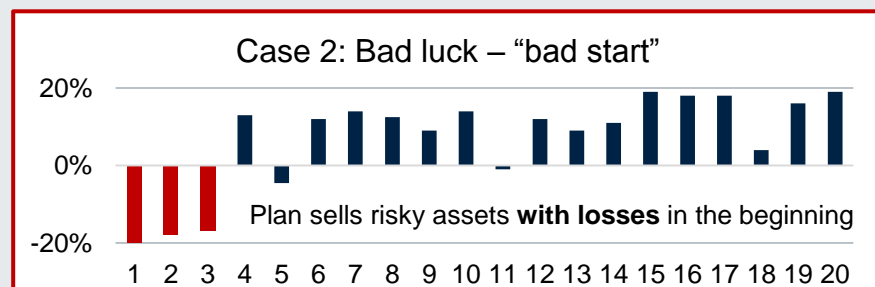 Case 2: Bad luck – “bad start”
20%
0%
Plan sells risky assets with losses in the beginning
-20%
1 2 3 4 5 6 7 8 9 10 11 12 13 14 15 16 17 18 19 20